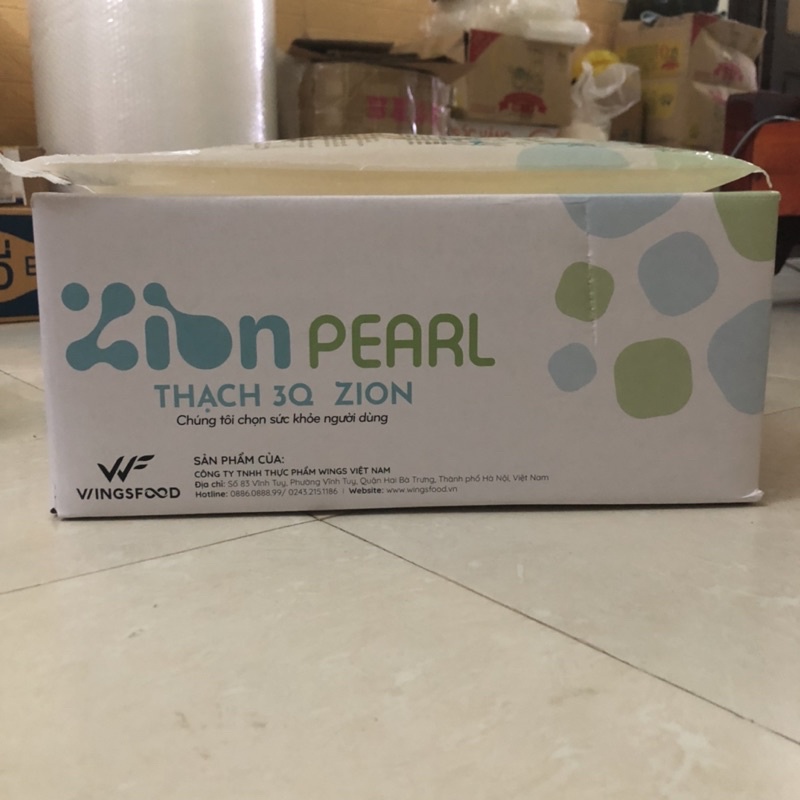 Zion PEARL
THẠCH 3Q ZION
Chúng tôi chọn sức khỏe người dùng
WF
WINGSFOOD
SẢN PHẨM CỦA:
CÔNG TY TNHH THỰC PHẨM WINGS VIỆT NAM
Địa chỉ: Số 83 Vĩnh Tuy, Phường Vĩnh Tuy, Quận Hai Bà Trưng, Thành phố Hà Nội, Việt Nam
Hotline: 0886.0888.99/ 0243.215.1186 | Website: www.wingsfood.vn